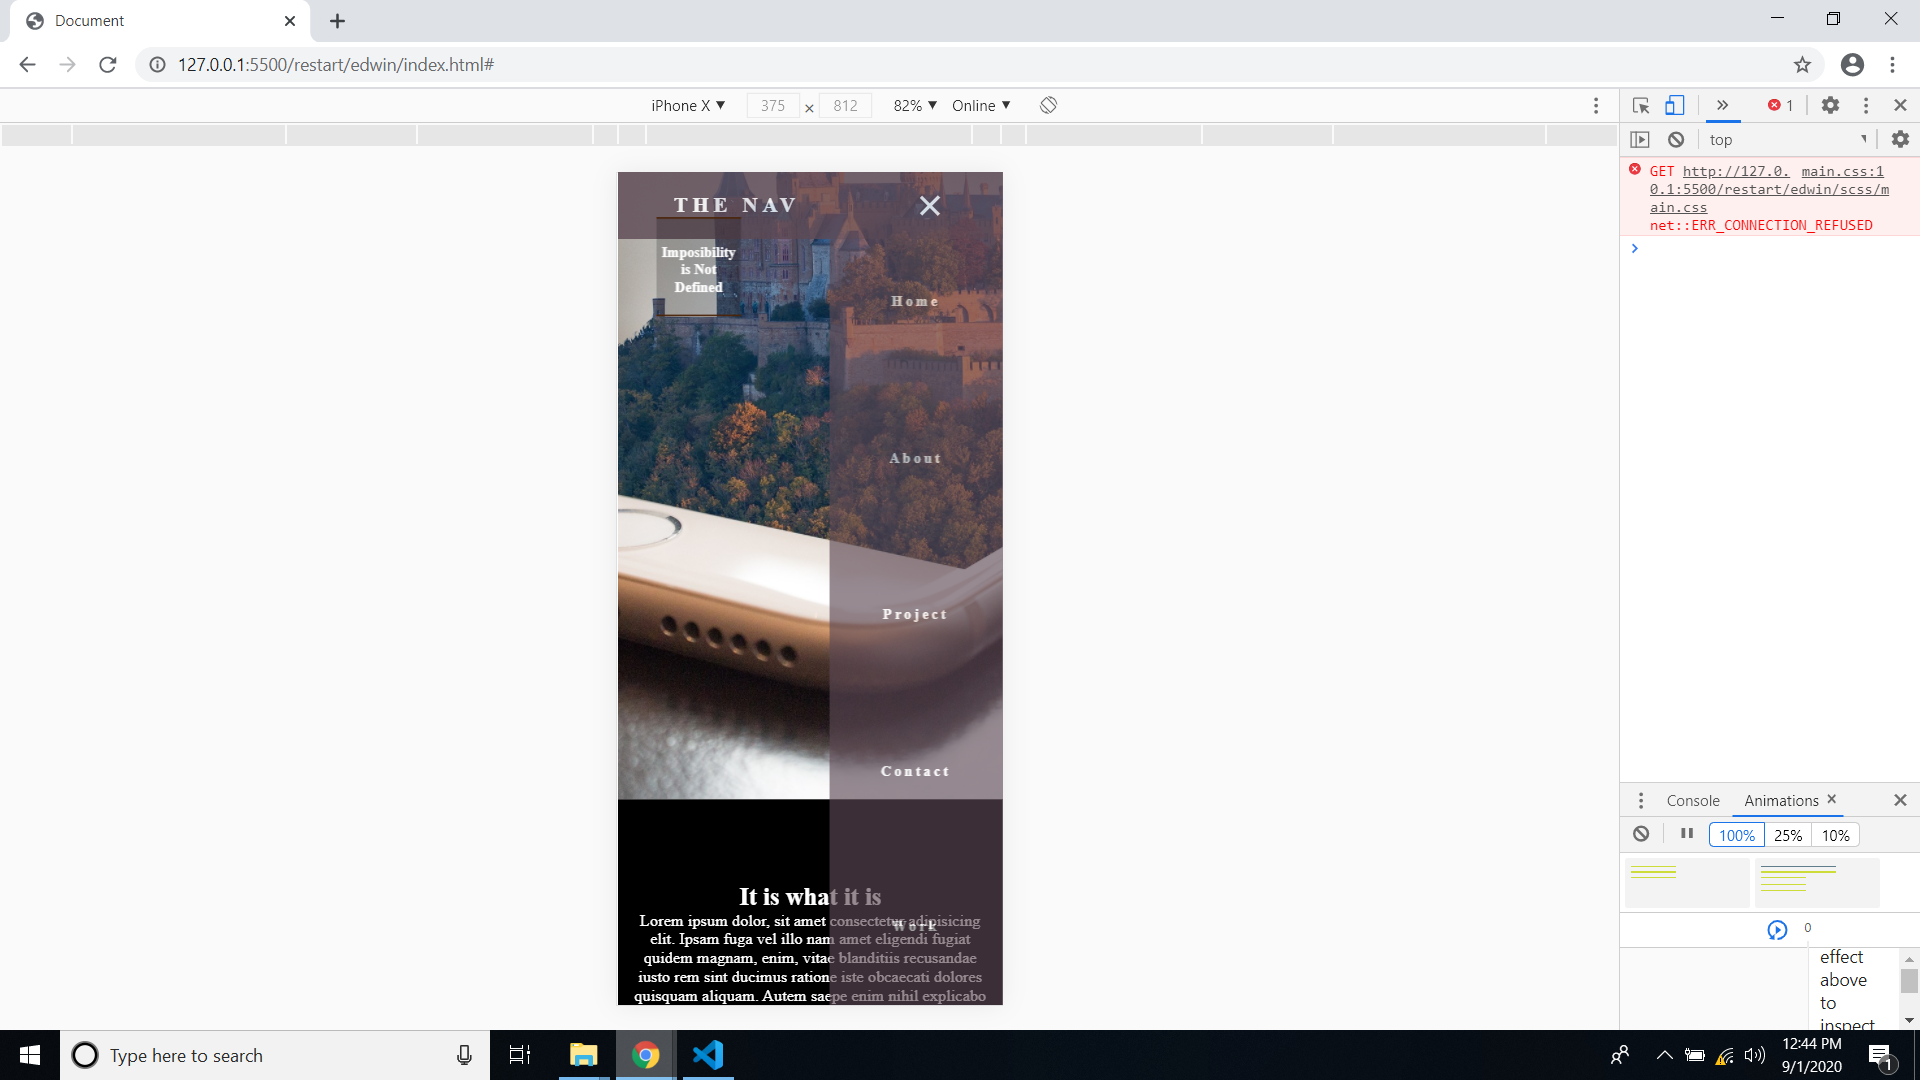 Document
127.0.0.1:5500/restart/edwin/index.html#
iPhone X ▼ 375 × 812 82% ▼ Online ▼
1
top
GET http://127.0. main.css:1
0.1:5500/restart/edwin/scss/m
ain.css
net::ERR_CONNECTION_REFUSED
THE NAV
Imposibility
is Not
Defined
Home
About
Project
Contact
Work
It is what it is
Lorem ipsum dolor, sit amet consectetur adipisicing
elit. Ipsam fuga vel illo nam amet eligendi fugiat
quidem magnam, enim, vitae blanditiis recusandae
iusto rem sint ducimus ratione iste obcaecati dolores
quisquam aliquam. Autem saepe enim nihil explicabo
Console Animations
100% 25% 10%
0
effect
above
to
inspect
Type here to search
12:44 PM
9/1/2020
1